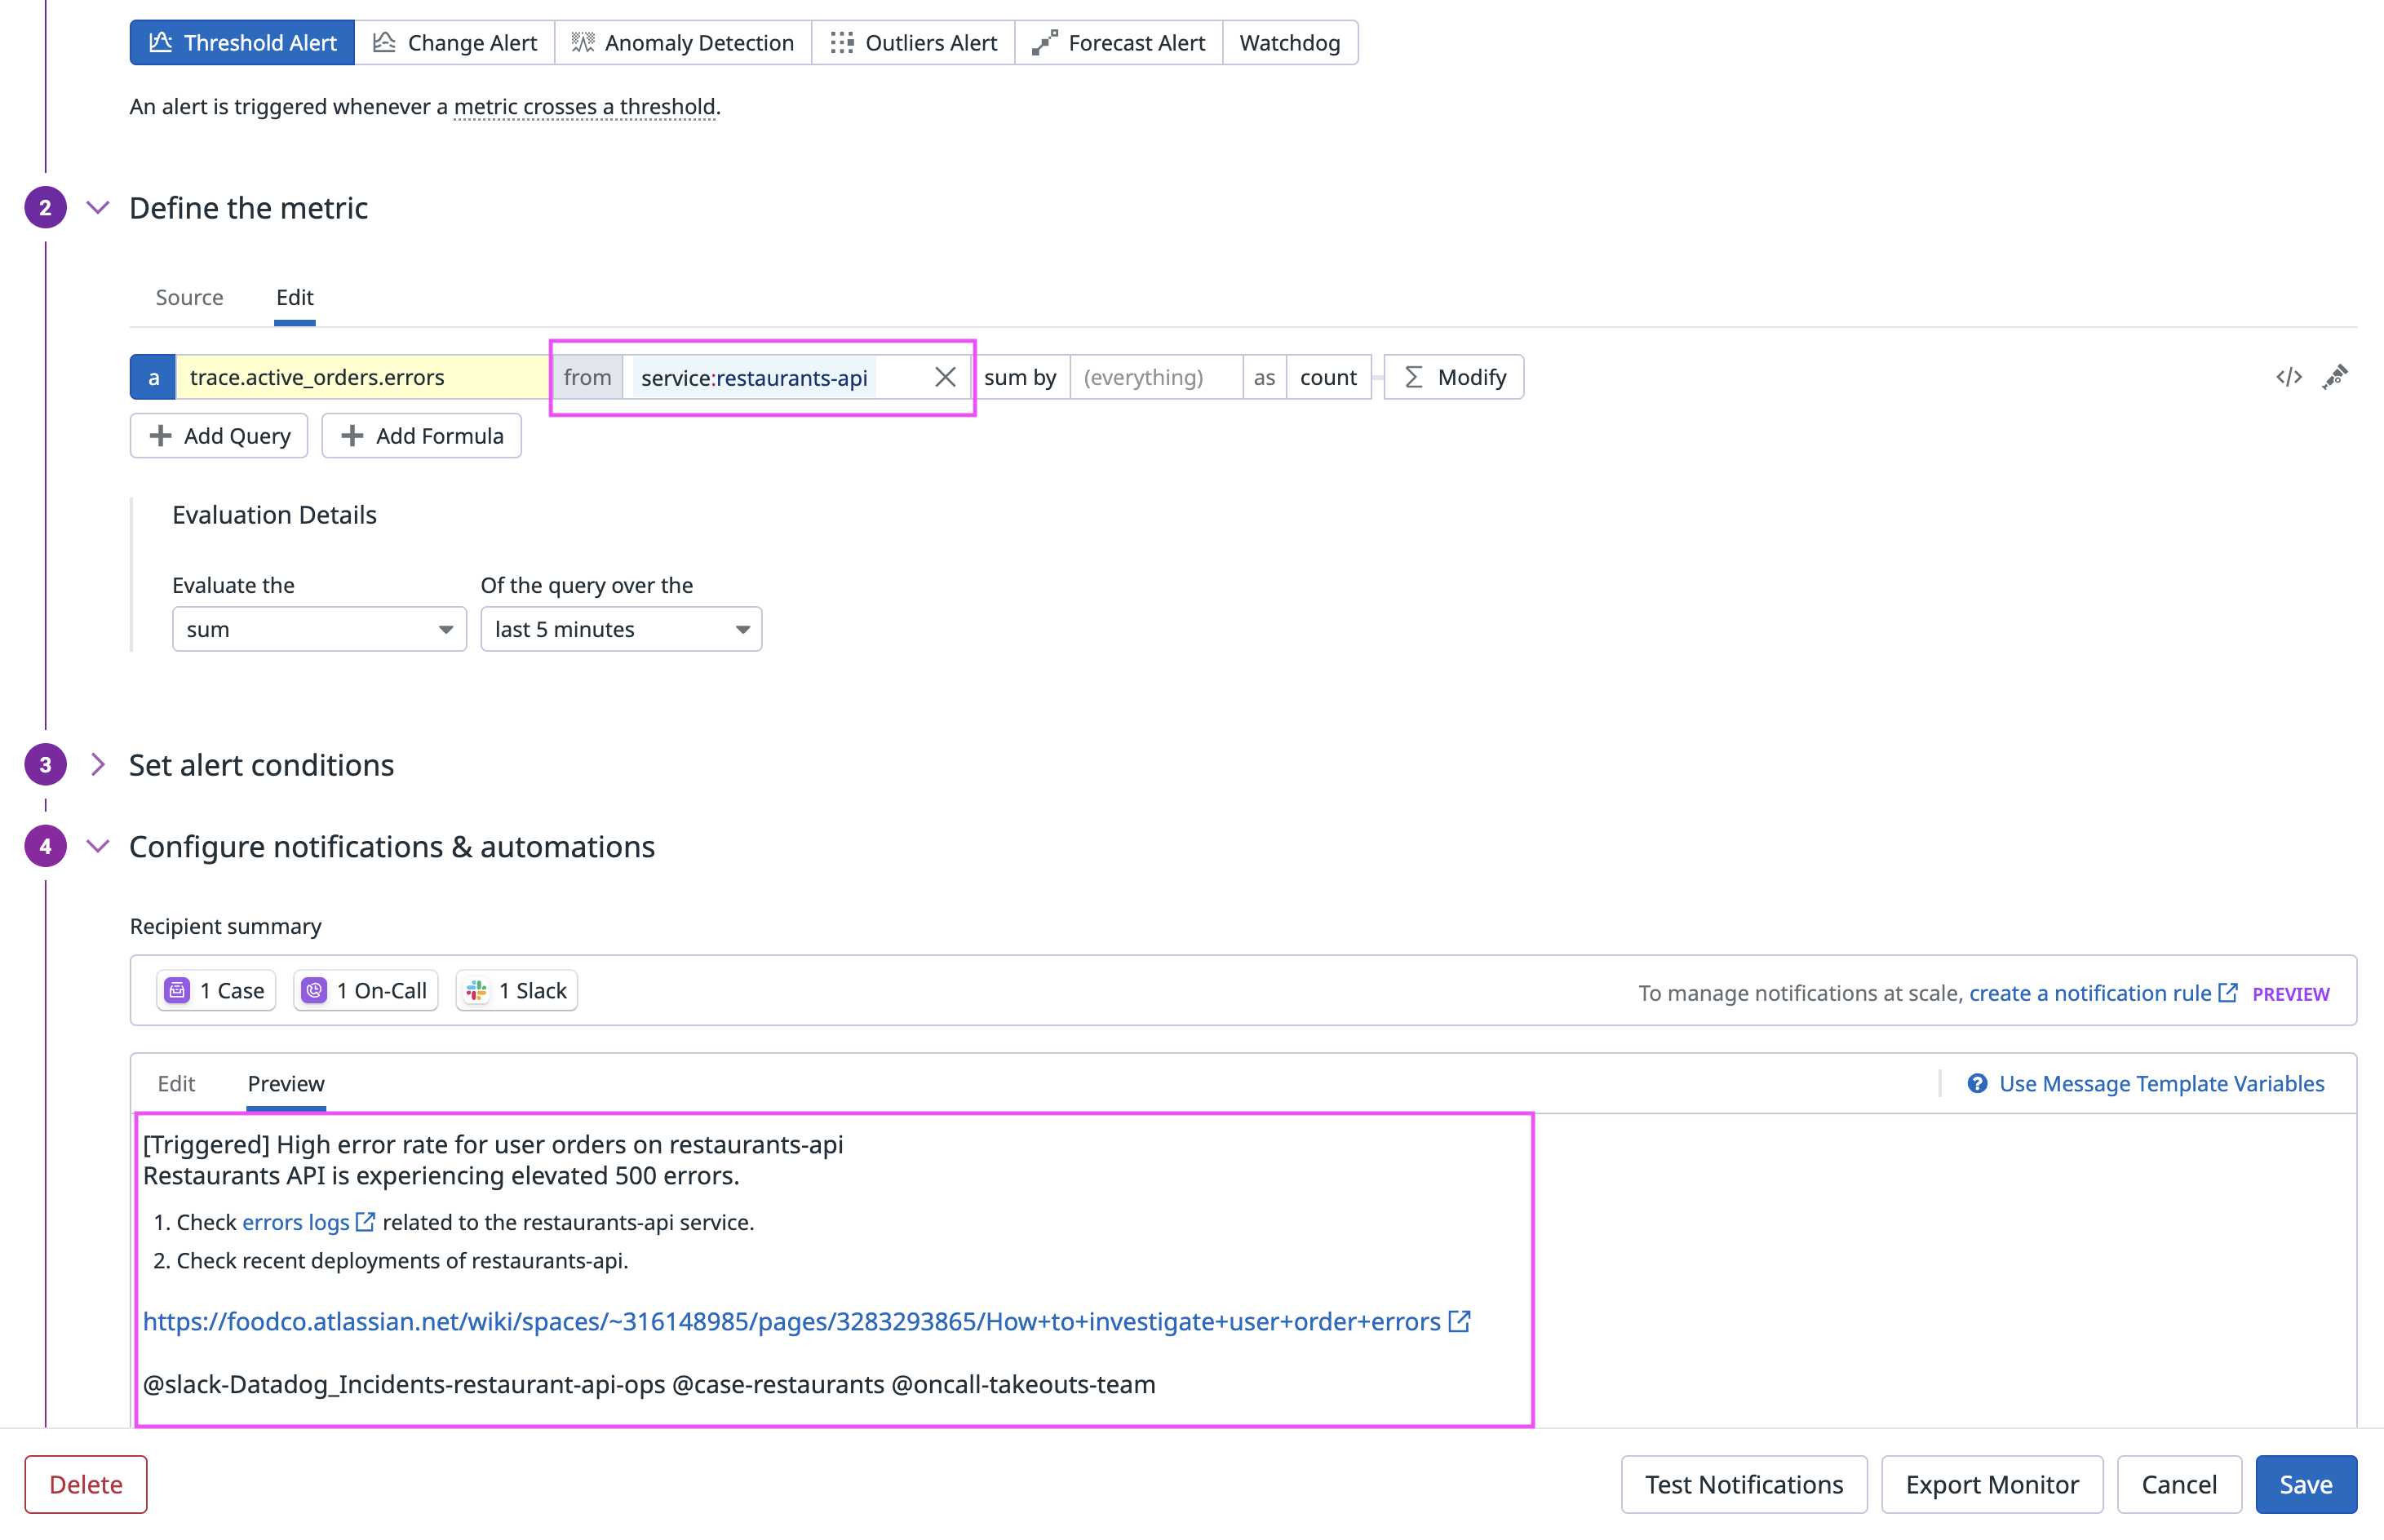 Threshold Alert Change Alert Anomaly Detection Outliers Alert Forecast Alert Watchdog
An alert is triggered whenever a metric crosses a threshold.
2 Define the metric
Source Edit
a trace.active_orders.errors from service:restaurants-api sum by (everything) as count Σ Modify </>
Add Query Add Formula
Evaluation Details
Evaluate the Of the query over the
sum last 5 minutes
3 Set alert conditions
4 Configure notifications & automations
Recipient summary
1 Case 1 On-Call 1 Slack To manage notifications at scale, create a notification rule PREVIEW
Edit Preview ? Use Message Template Variables
[Triggered] High error rate for user orders on restaurants-api
Restaurants API is experiencing elevated 500 errors.
1. Check errors logs related to the restaurants-api service.
2. Check recent deployments of restaurants-api.
https://foodco.atlassian.net/wiki/spaces/~316148985/pages/3283293865/How+to+investigate+user+order+errors
@slack-Datadog_Incidents-restaurant-api-ops @case-restaurants @oncall-takeouts-team
Delete Test Notifications Export Monitor Cancel Save